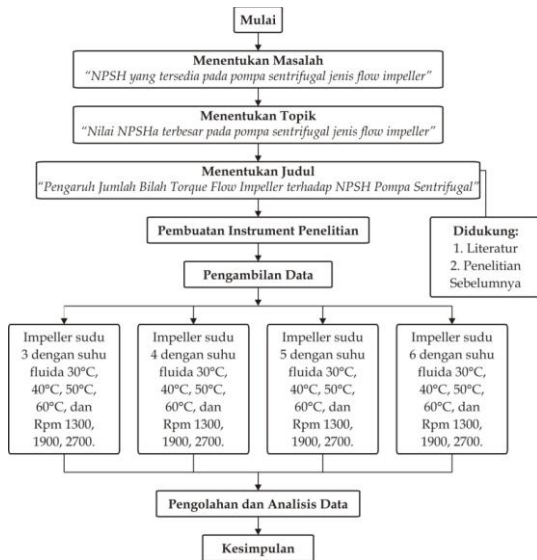 Mulai
Menentukan Masalah
“NPSH yang tersedia pada pompa sentrifugal jenis flow impeller”
Menentukan Topik
“Nilai NPSHa terbesar pada pompa sentrifugal jenis flow impeller”
Menentukan Judul
“Pengaruh Jumlah Bilah Torque Flow Impeller terhadap NPSH Pompa Sentrifugal”
Pembuatan Instrument Penelitian
Didukung:
1. Literatur
2. Penelitian
Sebelumnya
Pengambilan Data
Impeller sudu
3 dengan suhu
fluida 30°C,
40°C, 50°C,
60°C, dan
Rpm 1300,
1900, 2700.
Impeller sudu
4 dengan suhu
fluida 30°C,
40°C, 50°C,
60°C, dan
Rpm 1300,
1900, 2700.
Impeller sudu
5 dengan suhu
fluida 30°C,
40°C, 50°C,
60°C, dan
Rpm 1300,
1900, 2700.
Impeller sudu
6 dengan suhu
fluida 30°C,
40°C, 50°C,
60°C, dan
Rpm 1300,
1900, 2700.
Pengolahan dan Analisis Data
Kesimpulan